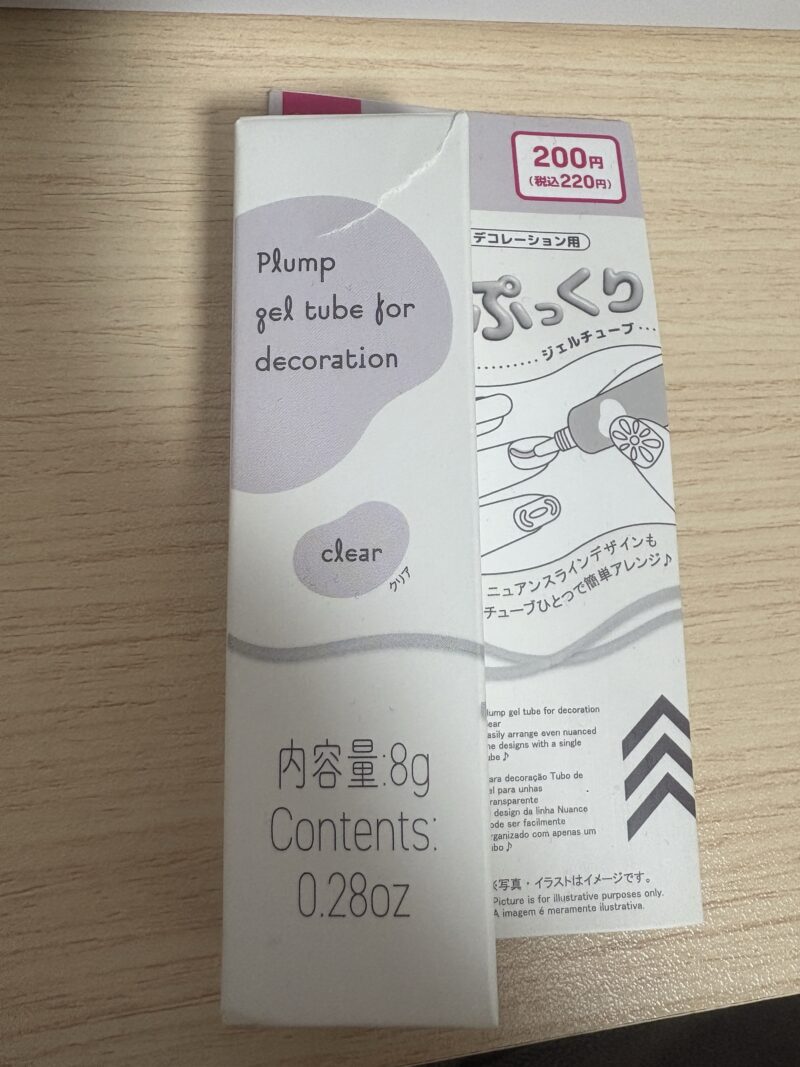 Plump
gel tube for
decoration
clear
クリア
内容量:8g
Contents:
0.28oz
200円
(税込220円)
デコレーション用
ぷっくり
ジェルチューブ
ニュアンスラインデザインも
チューブひとつで簡単アレンジ♪
lump gel tube for decoration
ear
asily arrange even nuanced
ne designs with a single
ube♪
ara decoração Tubo de
el para unhas
ransparente
design da linha Nuance
ode ser facilmente
rganizado com apenas um
ubo♪
※写真・イラストはイメージです。
Picture is for illustrative purposes only.
A imagem é meramente ilustrativa.